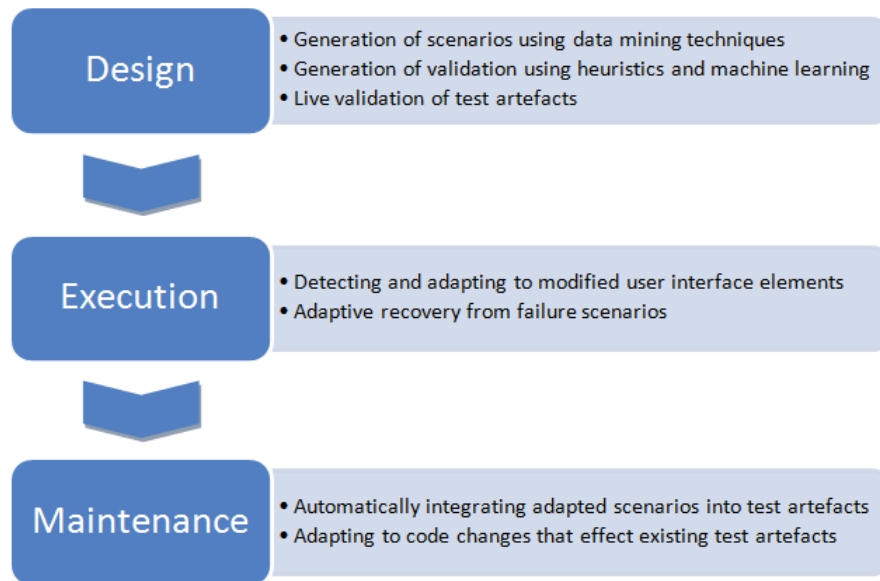 Design
• Generation of scenarios using data mining techniques
• Generation of validation using heuristics and machine learning
• Live validation of test artefacts
Execution
• Detecting and adapting to modified user interface elements
• Adaptive recovery from failure scenarios
Maintenance
• Automatically integrating adapted scenarios into test artefacts
• Adapting to code changes that effect existing test artefacts